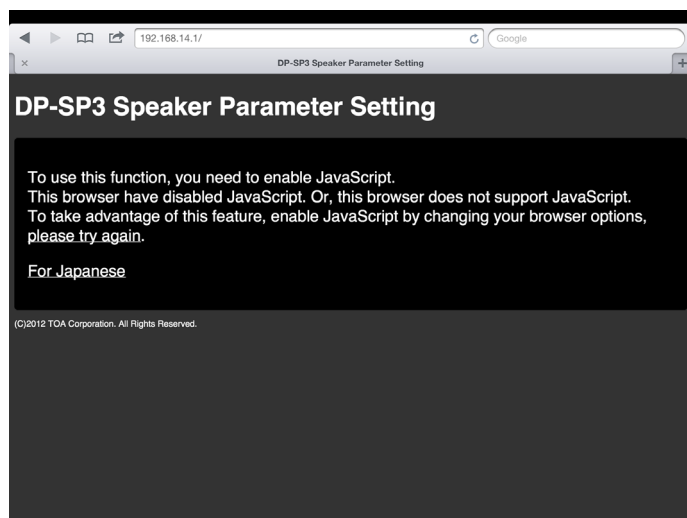 192.168.14.1/
Google
DP-SP3 Speaker Parameter Setting
DP-SP3 Speaker Parameter Setting
To use this function, you need to enable JavaScript.
This browser have disabled JavaScript. Or, this browser does not support JavaScript.
To take advantage of this feature, enable JavaScript by changing your browser options,
please try again.
For Japanese
(C)2012 TOA Corporation. All Rights Reserved.